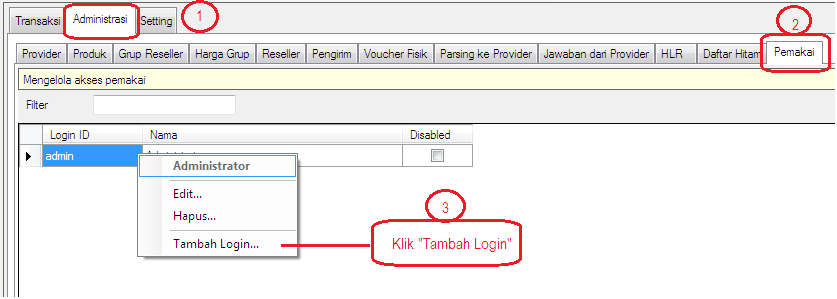 Transaksi Administrasi Setting 1
2
Provider Produk Grup Reseller Harga Grup Reseller Pengirim Voucher Fisik Parsing ke Provider Jawaban dari Provider HLR Daftar Hitam Pemakai
Mengelola akses pemakai
Filter
Login ID Nama Disabled
admin
Administrator
Edit...
Hapus...
3
Tambah Login... Klik "Tambah Login"